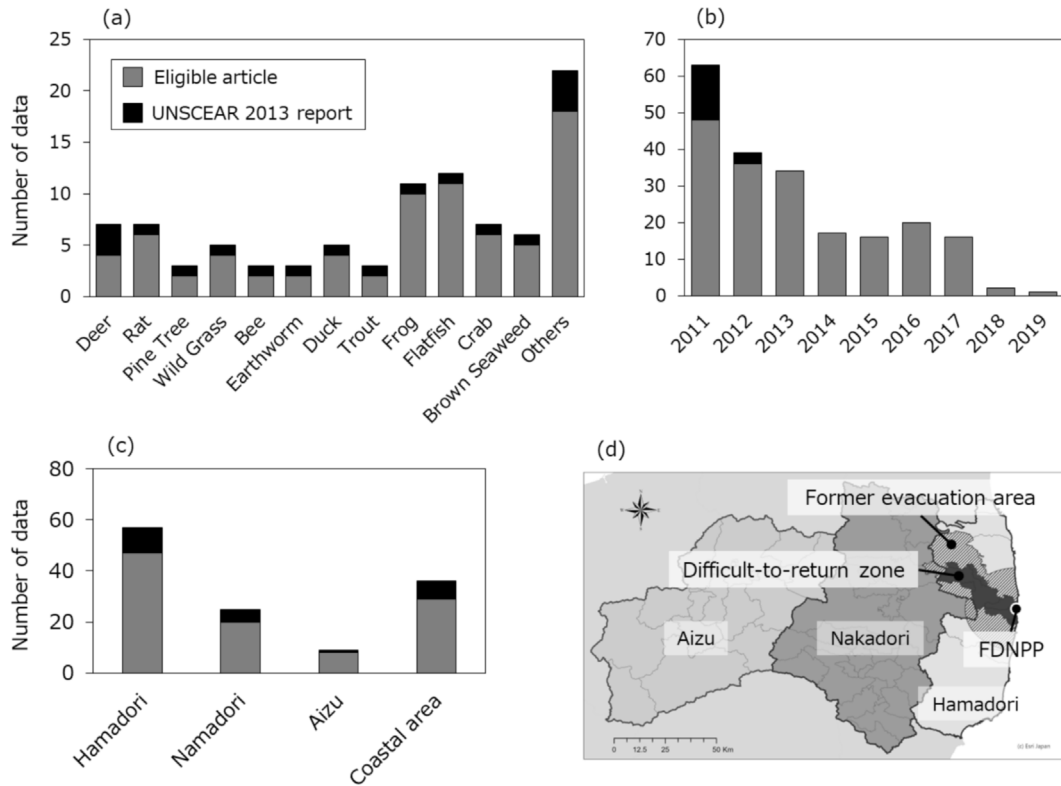 (a)
25
20
15
10
5
0
Number of data
Eligible article
UNSCEAR 2013 report
Deer
Rat
Pine Tree
Wild Grass
Bee
Earthworm
Duck
Trout
Frog
Flatfish
Crab
Brown Seaweed
Others
(b)
70
60
50
40
30
20
10
0
2011
2012
2013
2014
2015
2016
2017
2018
2019
(c)
80
60
40
20
0
Number of data
Hamadori
Namadori
Aizu
Coastal area
(d)
Former evacuation area
Difficult-to-return zone
Aizu
Nakadori
FDNPP
Hamadori
0 12.5 25 50 Km
(c) Esri Japan